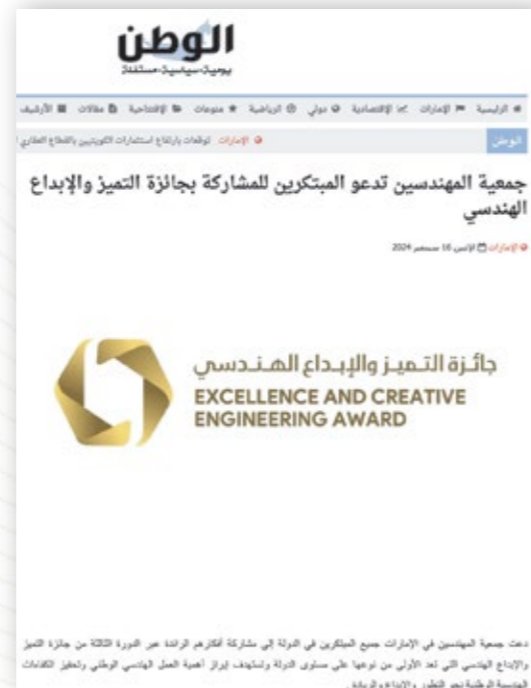 الوطن
يومية-سياسية-مستقلة
الرئيسية الإمارات الإقتصادية دولي الرياضية منوعات الإفتتاحية مقالات الأرشيف
الوطن الإمارات توقعات بارتفاع استثمارات الكويتيين بالقطاع العقاري
جمعية المهندسين تدعو المبتكرين للمشاركة بجائزة التميز والإبداع
الهندسي
الإمارات الإثنين 16 سبتمبر 2024
جائزة التميز والإبداع الهندسي
EXCELLENCE AND CREATIVE
ENGINEERING AWARD
دعت جمعية المهندسين في الإمارات جميع المبتكرين في الدولة إلى مشاركة أفكارهم الرائدة عبر الدورة الثالثة من جائزة التميز
والإبداع الهندسي التي تعد الأولى من نوعها على مستوى الدولة وتستهدف إبراز أهمية العمل الهندسي الوطني وتحفيز الكفاءات
الهندسية الوطنية نحو التطور والإبداع والريادة .